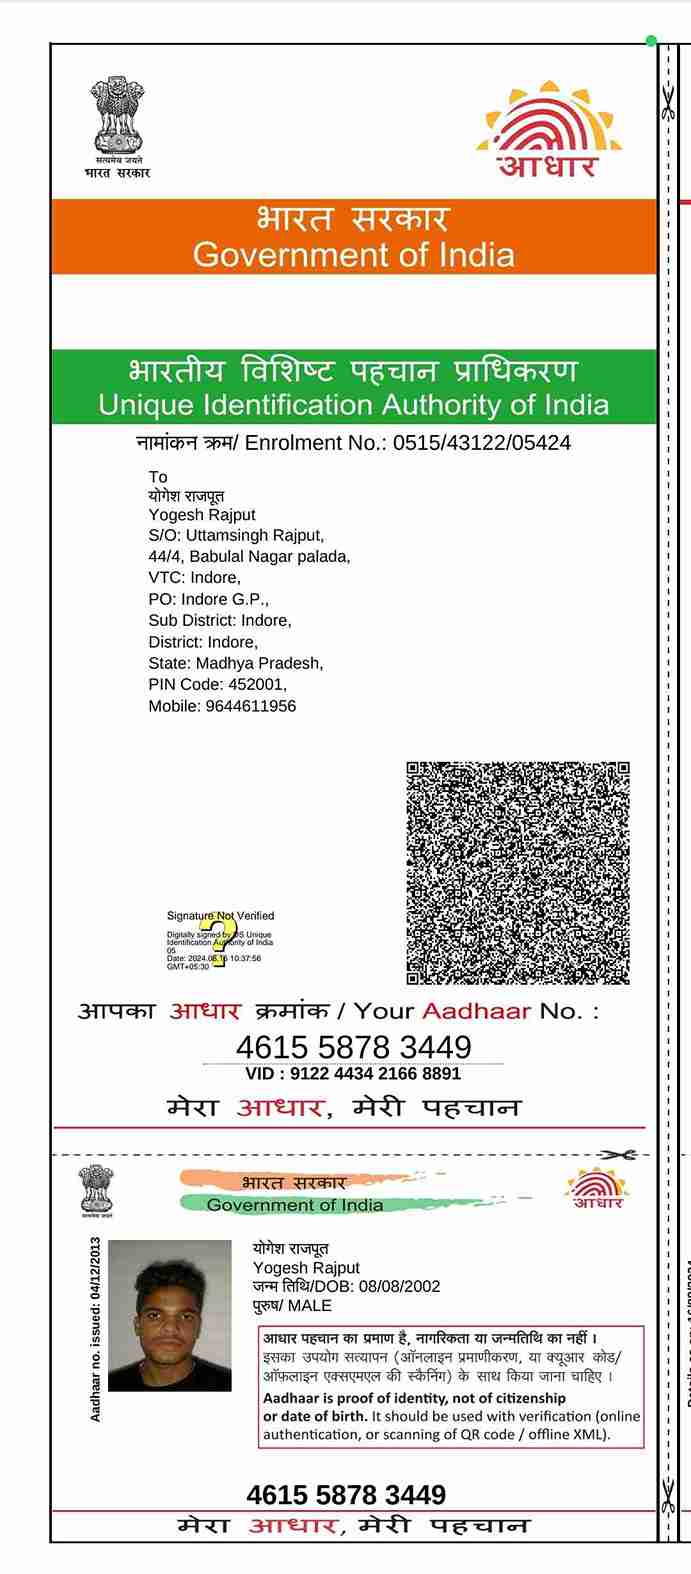 सत्यमेव जयते
भारत सरकार
आधार
भारत सरकार
Government of India
भारतीय विशिष्ट पहचान प्राधिकरण
Unique Identification Authority of India
नामांकन क्रम/ Enrolment No.: 0515/43122/05424
To
योगेश राजपूत
Yogesh Rajput
S/O: Uttamsingh Rajput,
44/4, Babulal Nagar palada,
VTC: Indore,
PO: Indore G.P.,
Sub District: Indore,
District: Indore,
State: Madhya Pradesh,
PIN Code: 452001,
Mobile: 9644611956
Signature Not Verified
Digitally signed by DS Unique
Identification Authority of India
05
Date: 2024.08.16 10:37:56
GMT+05:30
आपका आधार क्रमांक / Your Aadhaar No. :
4615 5878 3449
VID : 9122 4434 2166 8891
मेरा आधार, मेरी पहचान
भारत सरकार
Government of India
सत्यमेव जयते
आधार
Aadhaar no. issued: 04/12/2013
योगेश राजपूत
Yogesh Rajput
जन्म तिथि/DOB: 08/08/2002
पुरुष/ MALE
आधार पहचान का प्रमाण है, नागरिकता या जन्मतिथि का नहीं ।
इसका उपयोग सत्यापन (ऑनलाइन प्रमाणीकरण, या क्यूआर कोड/
ऑफ़लाइन एक्सएमएल की स्कैनिंग) के साथ किया जाना चाहिए ।
Aadhaar is proof of identity, not of citizenship
or date of birth. It should be used with verification (online
authentication, or scanning of QR code / offline XML).
4615 5878 3449
मेरा आधार, मेरी पहचान